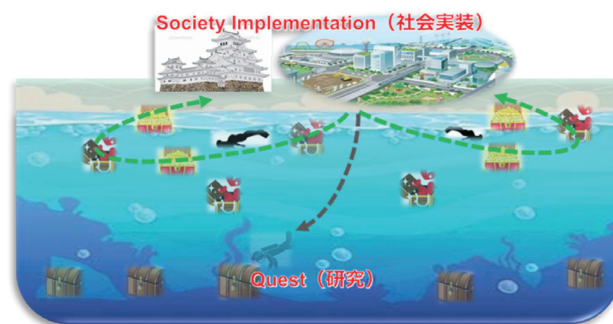 Society Implementation（社会実装）
Quest（研究）